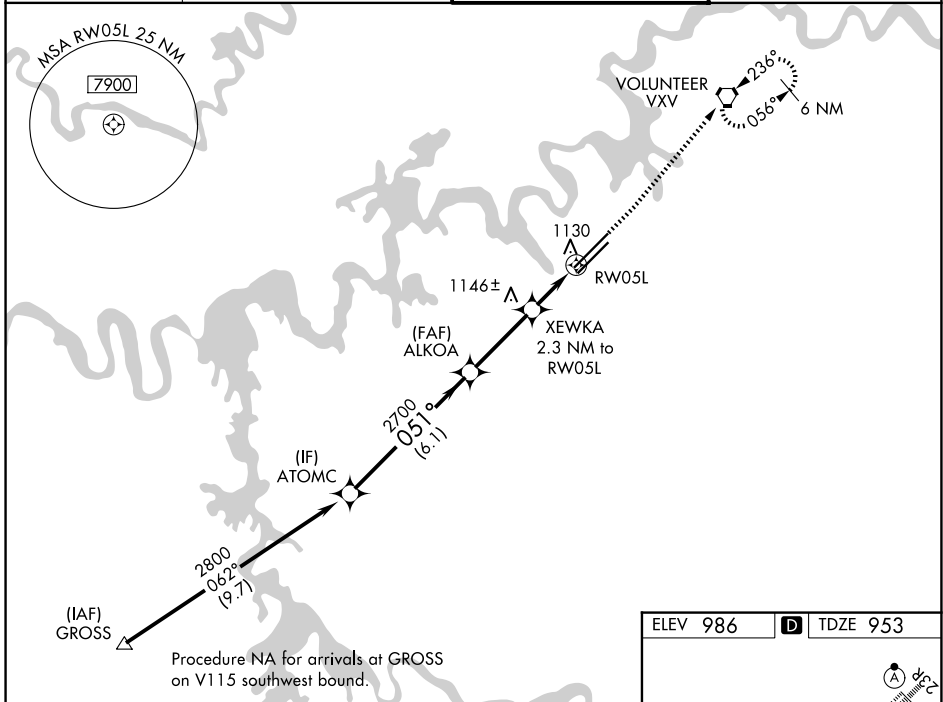 MSA RW05L 25 NM
7900
VOLUNTEER
VXV
236°
056°
6 NM
1130
RW05L
1146±
XEWKA
2.3 NM to
RW05L
(FAF)
ALKOA
2700
051°
(6.1)
(IF)
ATOMC
2800
062°
(9.7)
(IAF)
GROSS
Procedure NA for arrivals at GROSS
on V115 southwest bound.
ELEV 986 D TDZE 953
A
23R